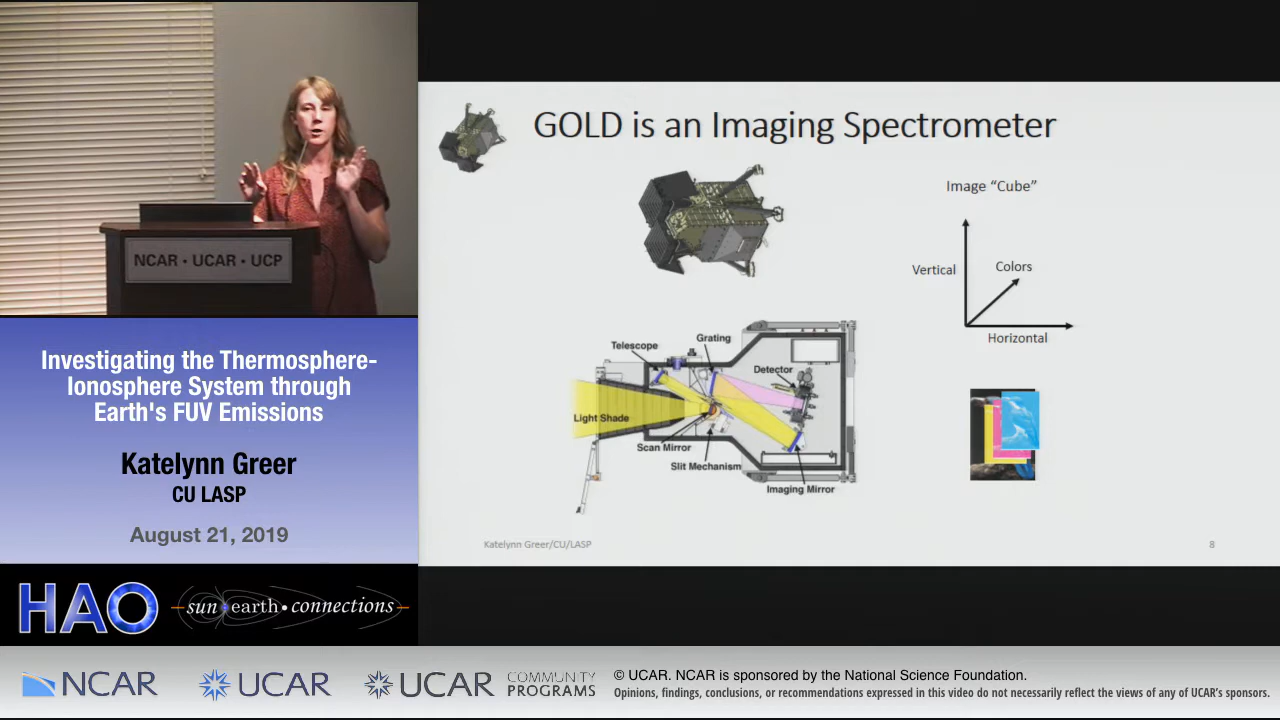 NCAR • UCAR • UCP
Investigating the Thermosphere-
Ionosphere System through
Earth's FUV Emissions
Katelynn Greer
CU LASP
August 21, 2019
HAO
sun•earth•connections
GOLD is an Imaging Spectrometer
Image “Cube”
Vertical
Colors
Horizontal
Telescope
Grating
Detector
Light Shade
Scan Mirror
Slit Mechanism
Imaging Mirror
Katelynn Greer/CU/LASP
8
NCAR
UCAR
UCAR
COMMUNITY
PROGRAMS
© UCAR. NCAR is sponsored by the National Science Foundation.
Opinions, findings, conclusions, or recommendations expressed in this video do not necessarily reflect the views of any of UCAR's sponsors.